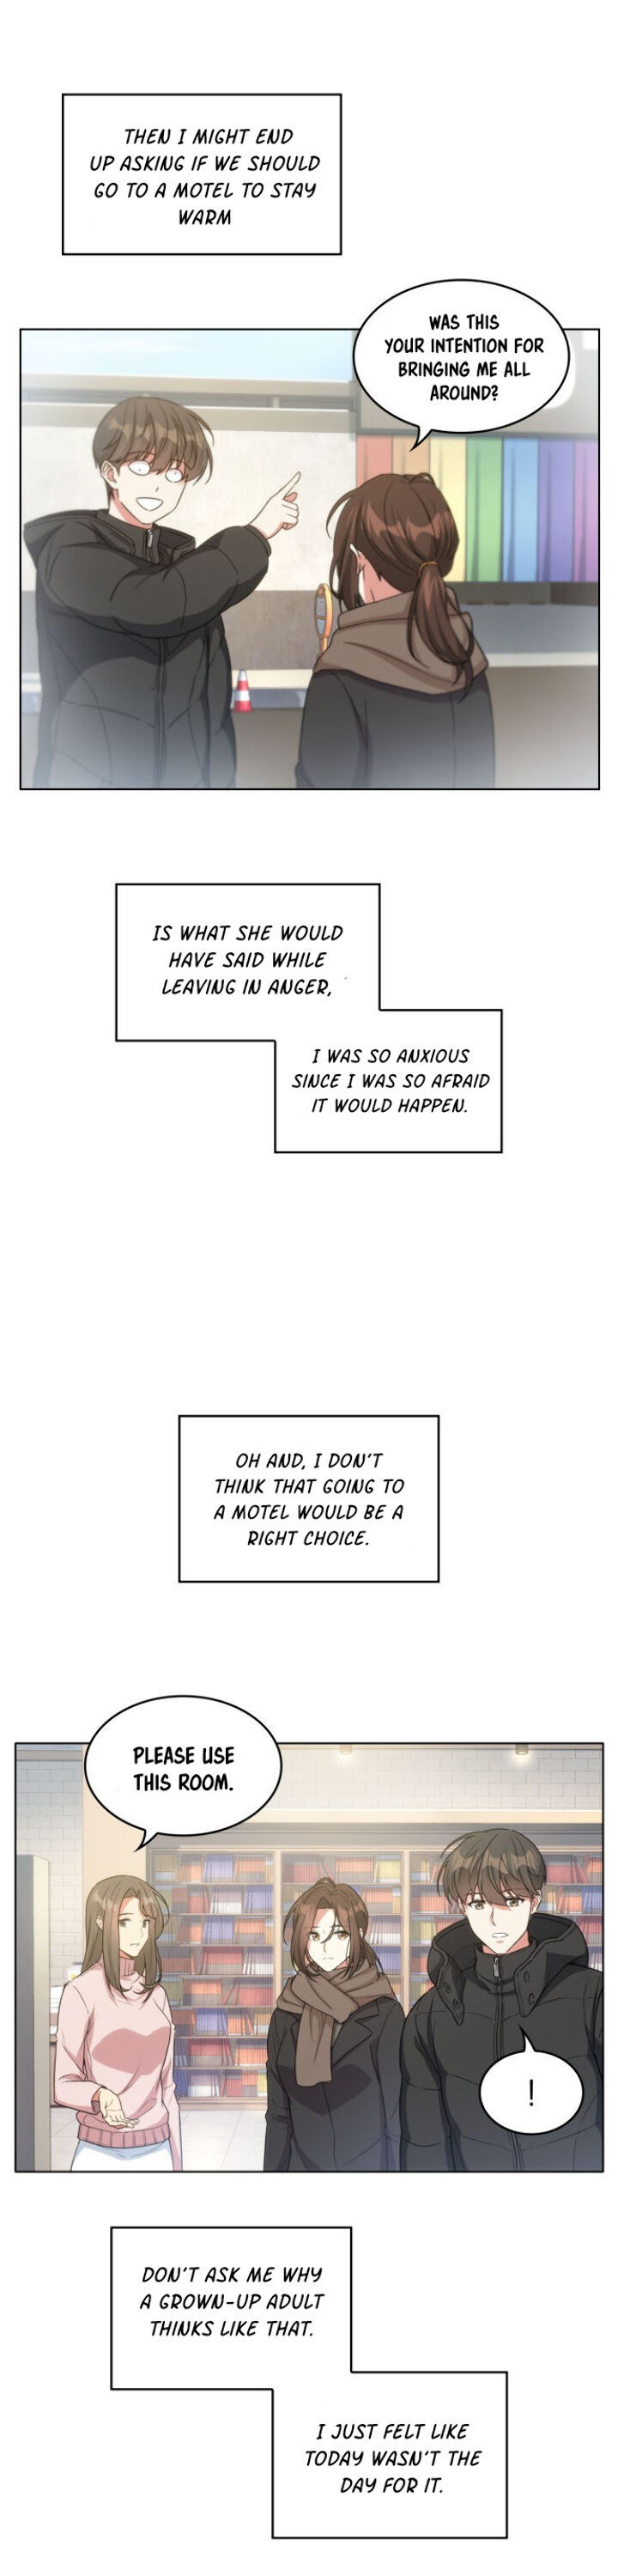 THEN I MIGHT END
UP ASKING IF WE SHOULD
GO TO A MOTEL TO STAY
WARM
WAS THIS
YOUR INTENTION FOR
BRINGING ME ALL
AROUND?
IS WHAT SHE WOULD
HAVE SAID WHILE
LEAVING IN ANGER,
I WAS SO ANXIOUS
SINCE I WAS SO AFRAID
IT WOULD HAPPEN.
OH AND, I DON'T
THINK THAT GOING TO
A MOTEL WOULD BE A
RIGHT CHOICE.
PLEASE USE
THIS ROOM.
!
DON'T ASK ME WHY
A GROWN-UP ADULT
THINKS LIKE THAT.
I JUST FELT LIKE
TODAY WASN'T THE
DAY FOR IT.